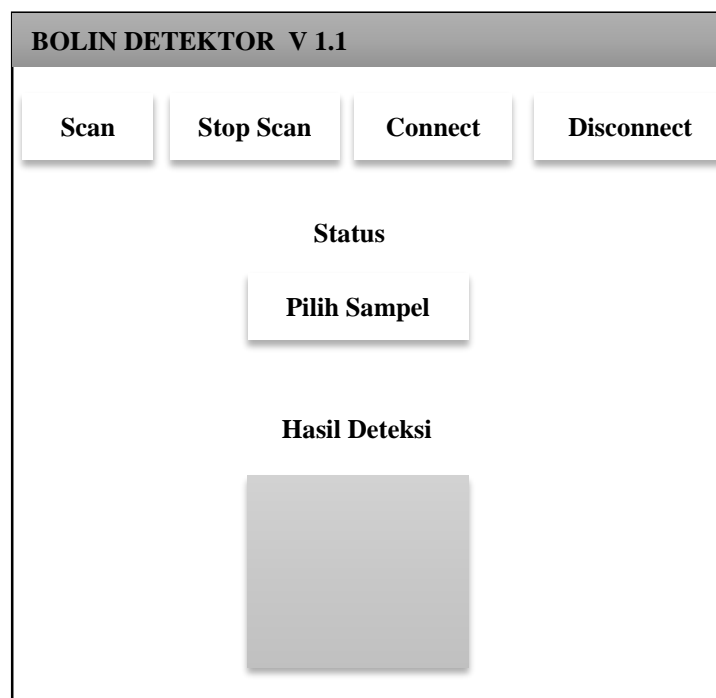 BOLIN DETEKTOR V 1.1
Scan Stop Scan Connect Disconnect
Status
Pilih Sampel
Hasil Deteksi